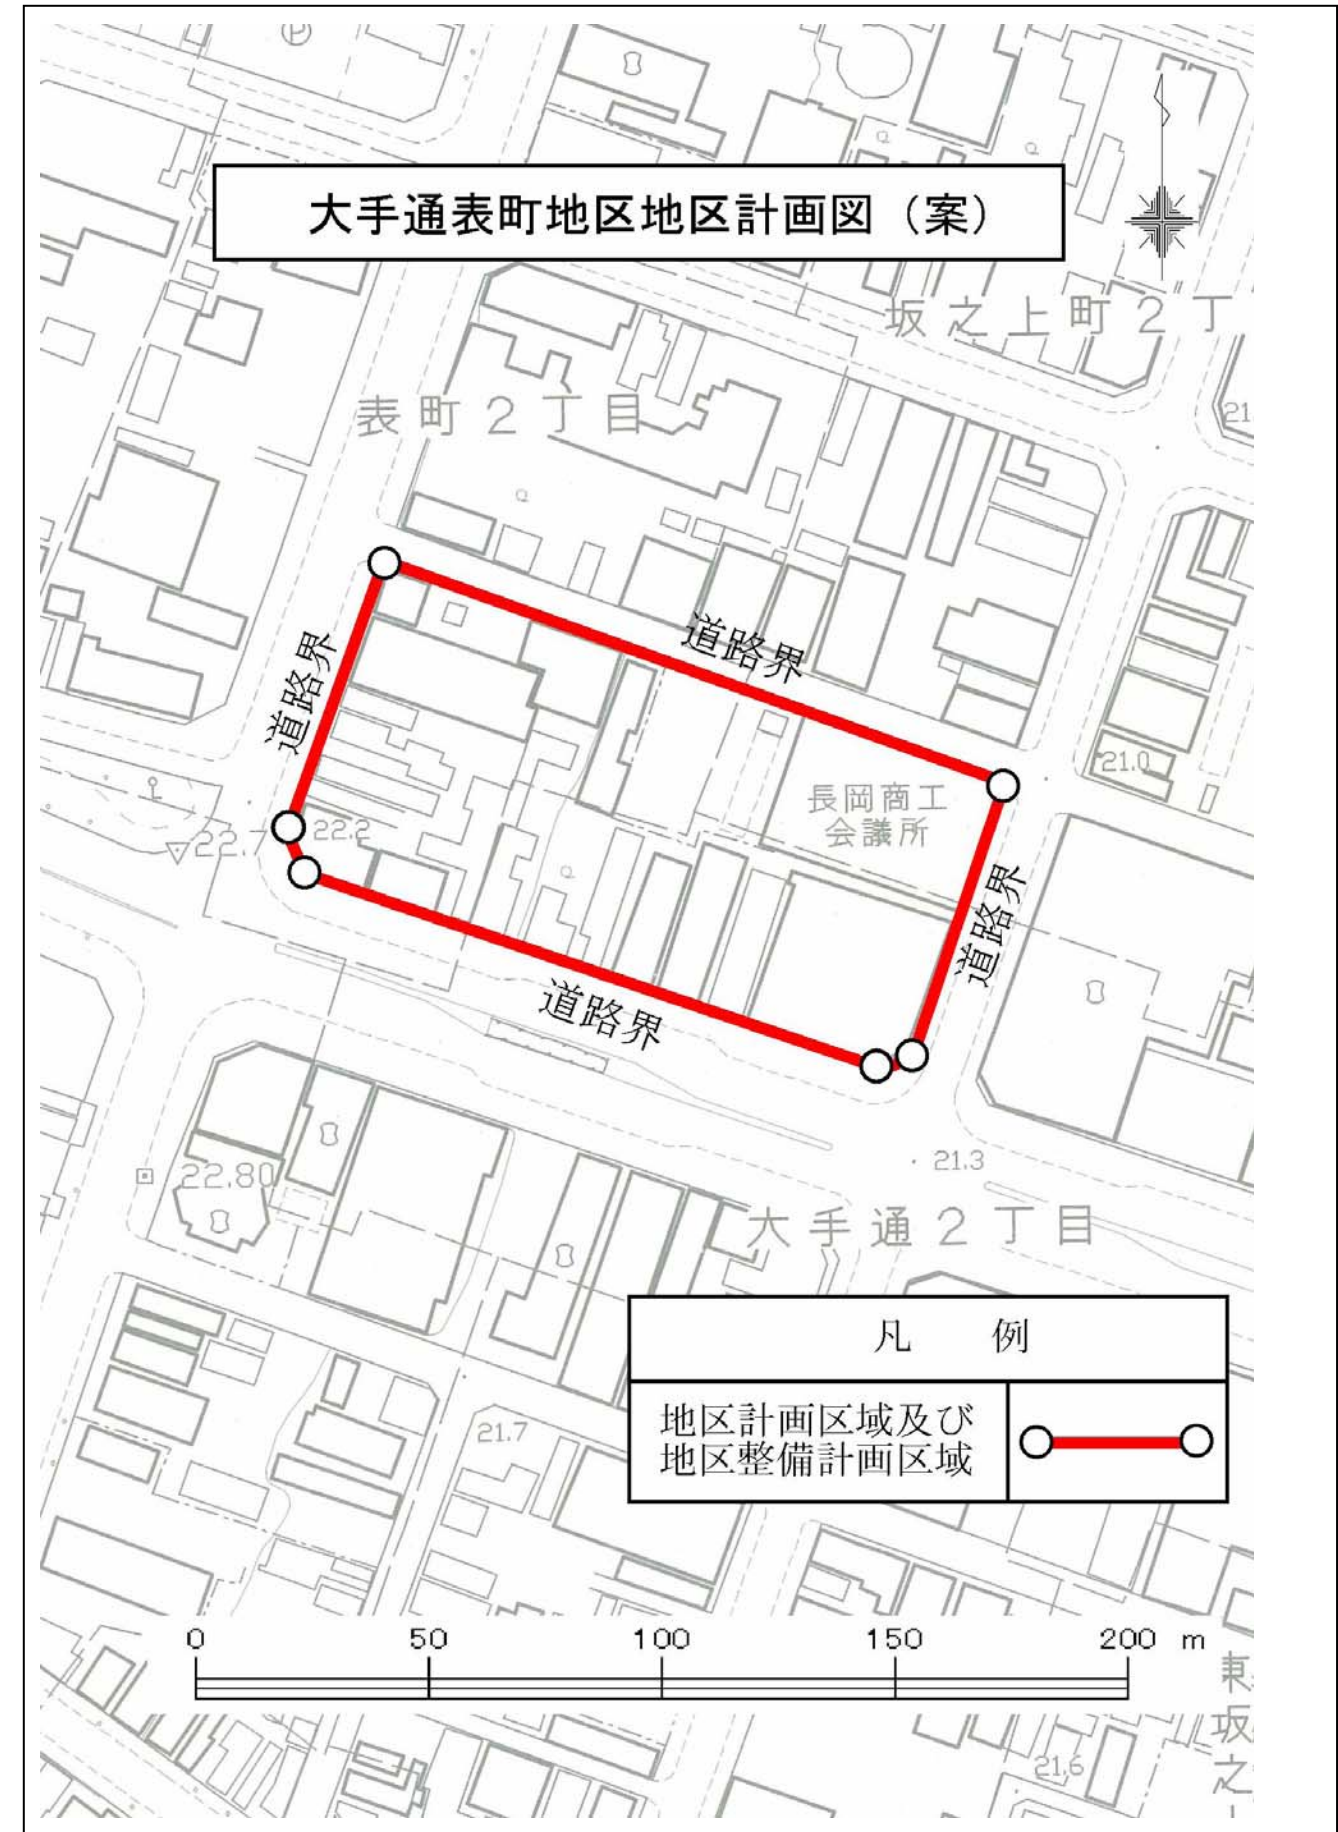 Ⓟ
大手通表町地区地区計画図（案）
坂之上町２丁
表町２丁目
21
道路界
道路界
21.0
長岡商工
会議所
22.2
22.7
道路界
道路界
21.3
22.80
大手通２丁目
凡 例
地区計画区域及び
地区整備計画区域
21.7
0 50 100 150 200 m
東
坂
之
21.6